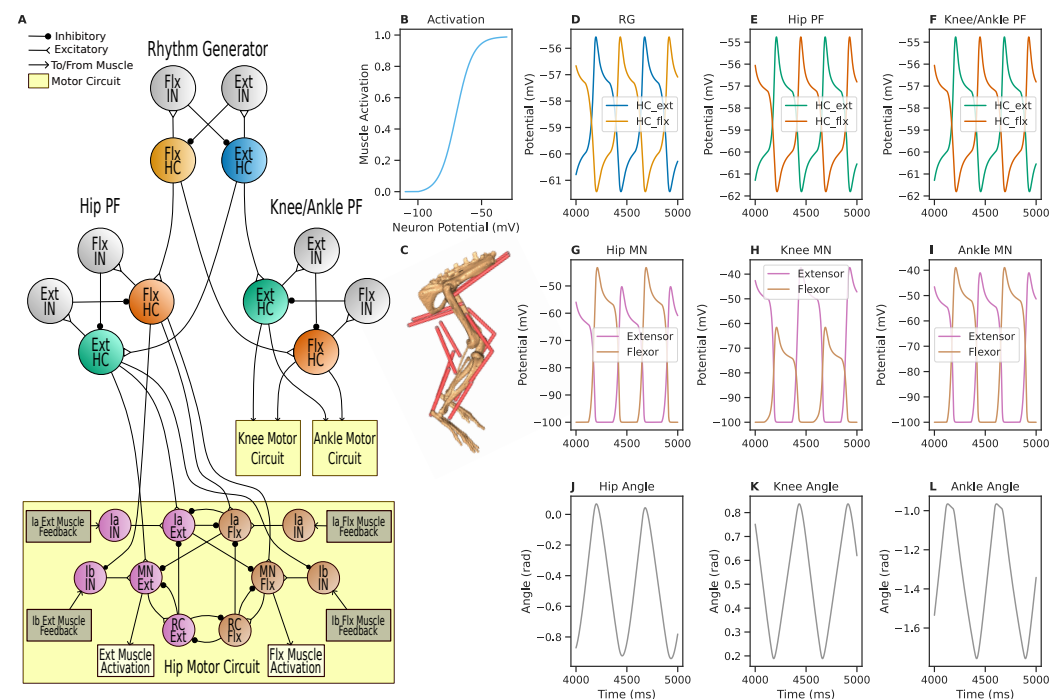 A
Inhibitory
Excitatory
To/From Muscle
Motor Circuit
Rhythm Generator
Flx
IN
Ext
IN
Flx
HC
Ext
HC
Hip PF
Knee/Ankle PF
Flx
IN
Ext
IN
Ext
IN
Flx
HC
Ext
HC
Flx
IN
Ext
HC
Flx
HC
Knee Motor
Circuit
Ankle Motor
Circuit
Ia Ext Muscle
Feedback
Ia
IN
Ia
Ext
Ia
Flx
Ia
IN
Ia Flx Muscle
Feedback
Ib
IN
MN
Ext
MN
Flx
Ib
IN
Ib Ext Muscle
Feedback
RC
Ext
RC
Flx
Ib Flx Muscle
Feedback
Ext Muscle
Activation
Hip Motor Circuit
Flx Muscle
Activation
B Activation
Muscle Activation
1.0
0.8
0.6
0.4
0.2
0.0
−100 −50
Neuron Potential (mV)
C
D RG
Potential (mV)
−56
−57
−58
−59
−60
−61
HC_ext
HC_flx
4000 4500 5000
E Hip PF
Potential (mV)
−55
−56
−57
−58
−59
−60
−61
−62
HC_ext
HC_flx
4000 4500 5000
F Knee/Ankle PF
Potential (mV)
−55
−56
−57
−58
−59
−60
−61
−62
HC_ext
HC_flx
4000 4500 5000
G Hip MN
Potential (mV)
−40
−50
−60
−70
−80
−90
−100
Extensor
Flexor
4000 4500 5000
H Knee MN
Potential (mV)
−40
−50
−60
−70
−80
−90
−100
Extensor
Flexor
4000 4500 5000
I Ankle MN
Potential (mV)
−40
−50
−60
−70
−80
−90
−100
Extensor
Flexor
4000 4500 5000
J Hip Angle
Angle (rad)
0.0
−0.2
−0.4
−0.6
−0.8
4000 4500 5000
Time (ms)
K Knee Angle
Angle (rad)
0.8
0.7
0.6
0.5
0.4
0.3
0.2
4000 4500 5000
Time (ms)
L Ankle Angle
Angle (rad)
−1.0
−1.2
−1.4
−1.6
4000 4500 5000
Time (ms)